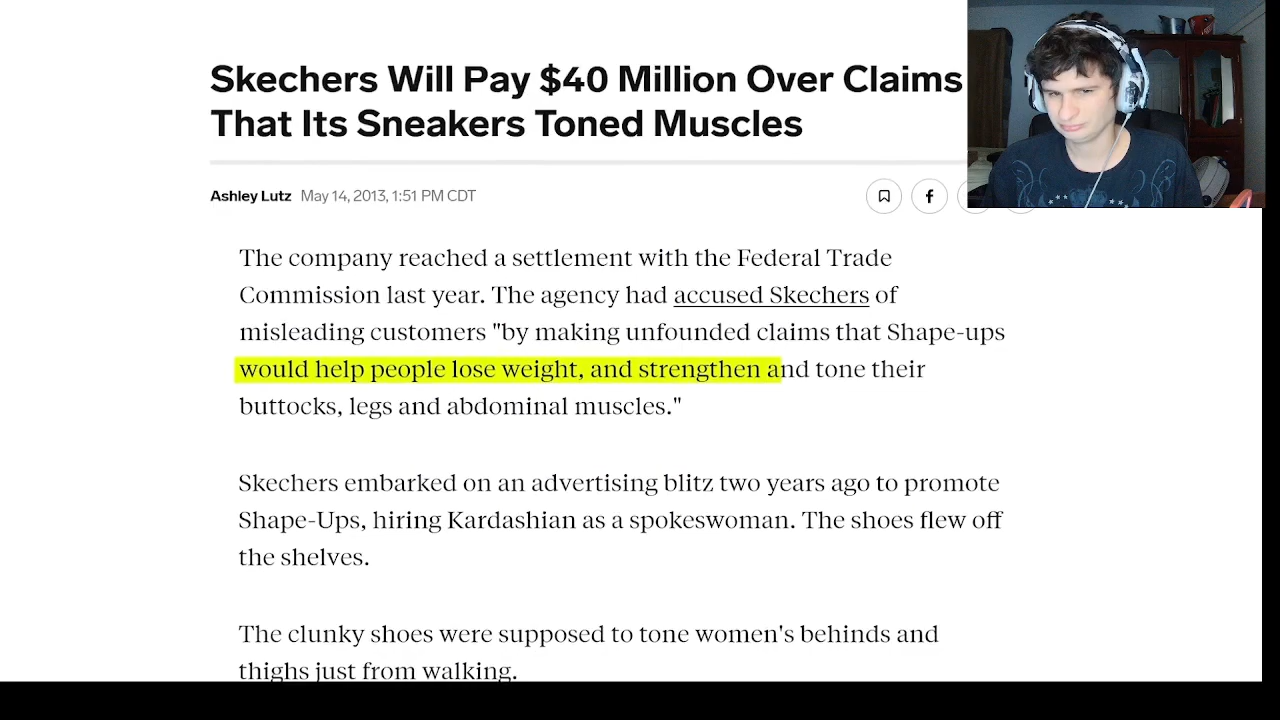 Skechers Will Pay $40 Million Over Claims
That Its Sneakers Toned Muscles
Ashley Lutz May 14, 2013, 1:51 PM CDT
The company reached a settlement with the Federal Trade
Commission last year. The agency had accused Skechers of
misleading customers "by making unfounded claims that Shape-ups
would help people lose weight, and strengthen and tone their
buttocks, legs and abdominal muscles."
Skechers embarked on an advertising blitz two years ago to promote
Shape-Ups, hiring Kardashian as a spokeswoman. The shoes flew off
the shelves.
The clunky shoes were supposed to tone women's behinds and
thighs just from walking.